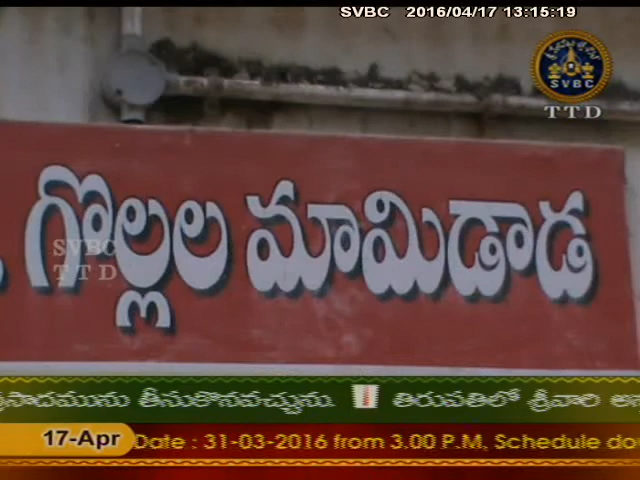 SVBC 2016/04/17 13:15:19
SVBC
TTD
గొల్లల మామిడాడ
SVBC
TTD
తీసుకొనవచ్చును. తిరుపతిలో శ్రీవారి
17-Apr Date : 31-03-2016 from 3.00 P.M, Schedule